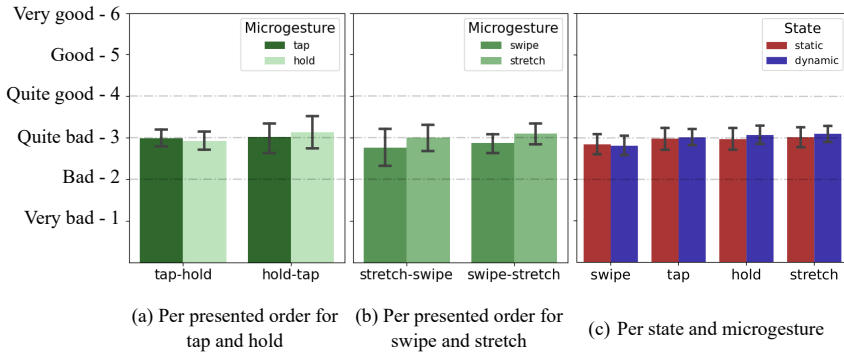 Very good - 6
Good - 5
Quite good - 4
Quite bad - 3
Bad - 2
Very bad - 1
Microgesture
tap
hold
tap-hold hold-tap
(a) Per presented order for
tap and hold
Microgesture
swipe
stretch
stretch-swipe swipe-stretch
(b) Per presented order for
swipe and stretch
State
static
dynamic
swipe tap hold stretch
(c) Per state and microgesture